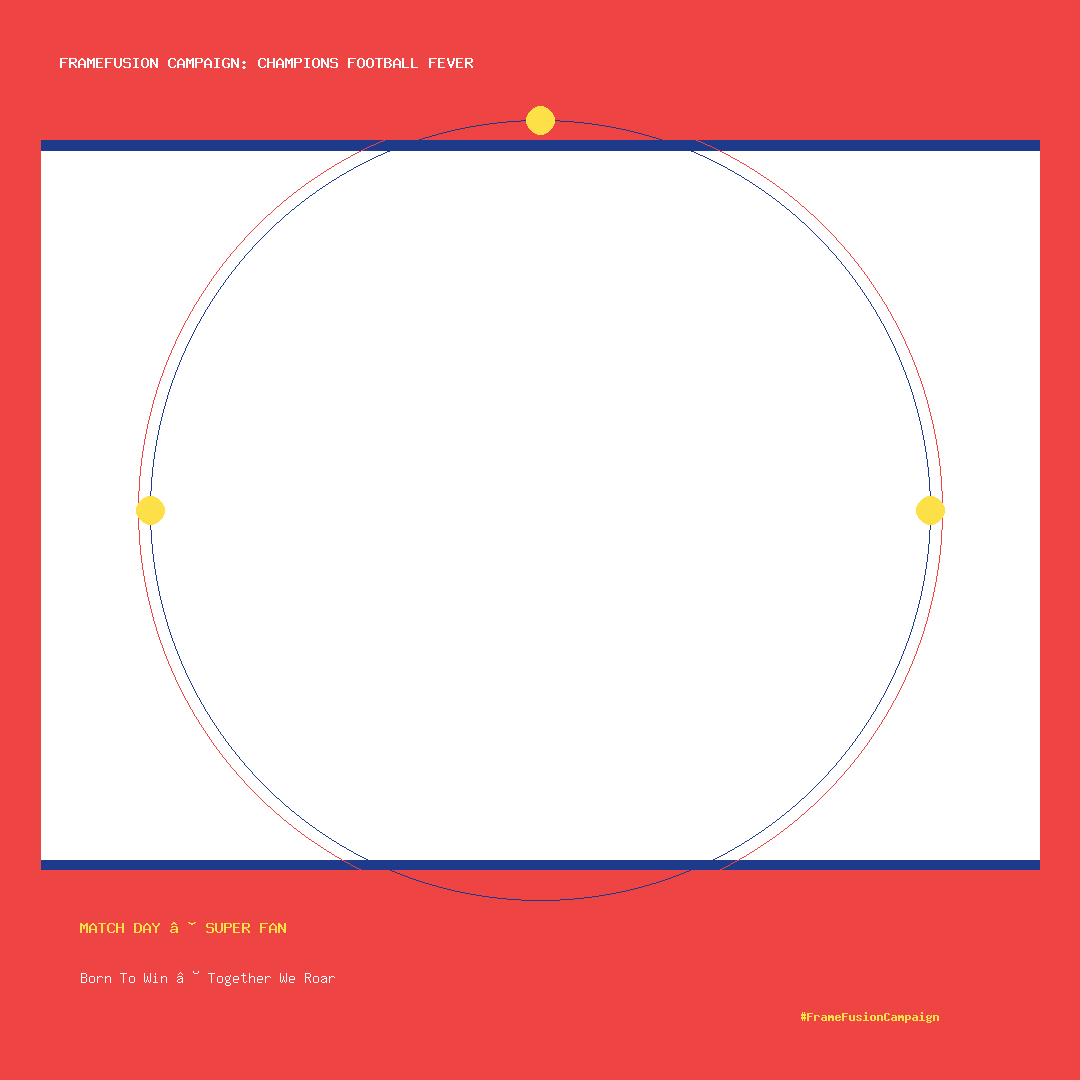 FRAMEFUSION CAMPAIGN: CHAMPIONS FOOTBALL FEVER
MATCH DAY â ˘ SUPER FAN
Born To Win â ˘ Together We Roar
#FrameFusionCampaign